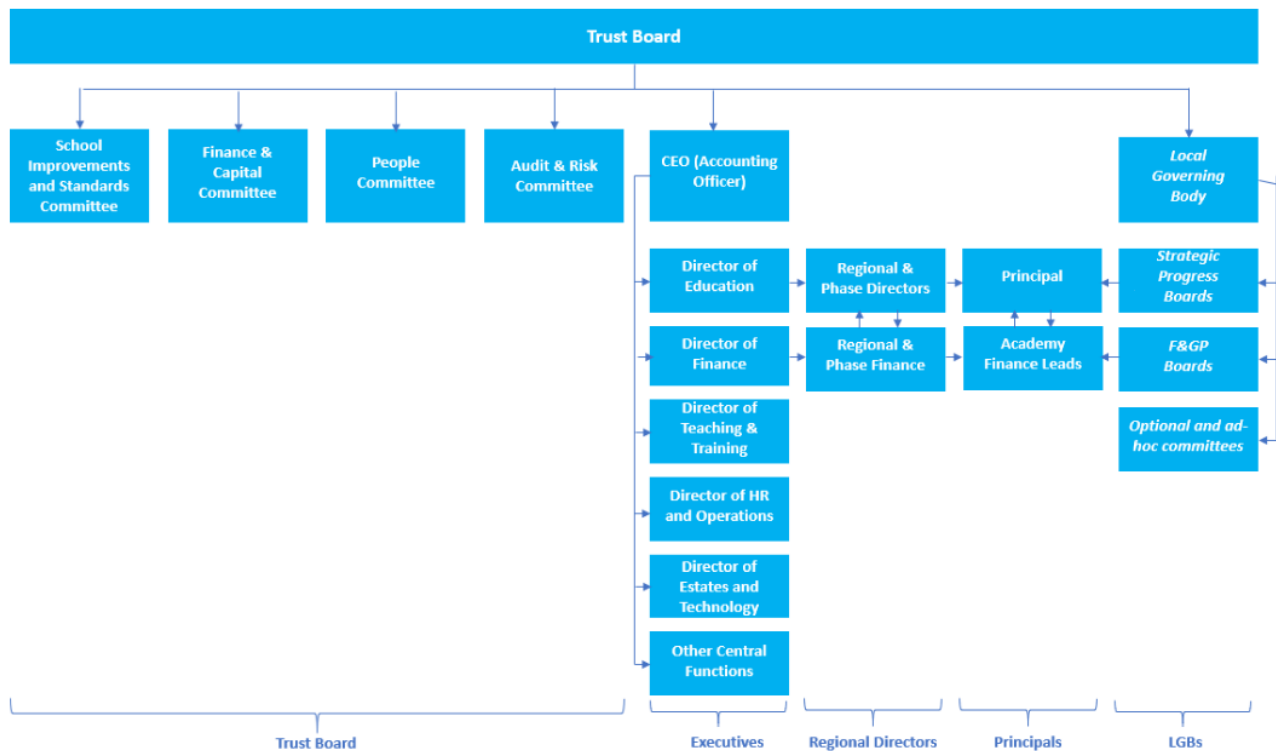 Trust Board
School
Improvements
and Standards
Committee
Finance &
Capital
Committee
People
Committee
Audit & Risk
Committee
CEO (Accounting
Officer)
Local
Governing
Body
Director of
Education
Regional &
Phase Directors
Principal
Strategic
Progress
Boards
Director of
Finance
Regional &
Phase Finance
Academy
Finance Leads
F&GP
Boards
Director of
Teaching &
Training
Optional and ad-
hoc committees
Director of HR
and Operations
Director of
Estates and
Technology
Other Central
Functions
Trust Board
Executives
Regional Directors
Principals
LGBs